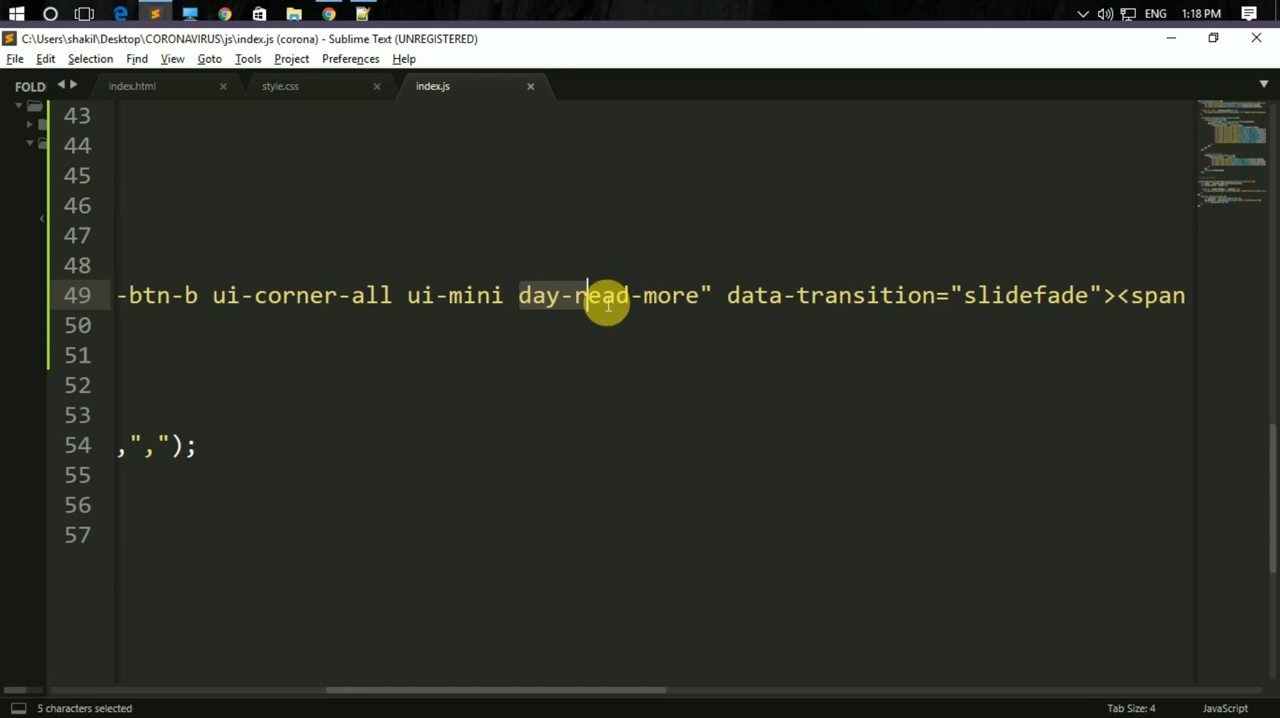 ENG 1:18 PM
C:\Users\shakil\Desktop\CORONAVIRUS\js\index.js (corona) - Sublime Text (UNREGISTERED)
File Edit Selection Find View Goto Tools Project Preferences Help
FOLD
index.html style.css index.js
43
44
45
46
47
48
49 -btn-b ui-corner-all ui-mini day-read-more" data-transition="slidefade"><span
50
51
52
53
54 ,",");
55
56
57
5 characters selected Tab Size: 4 JavaScript